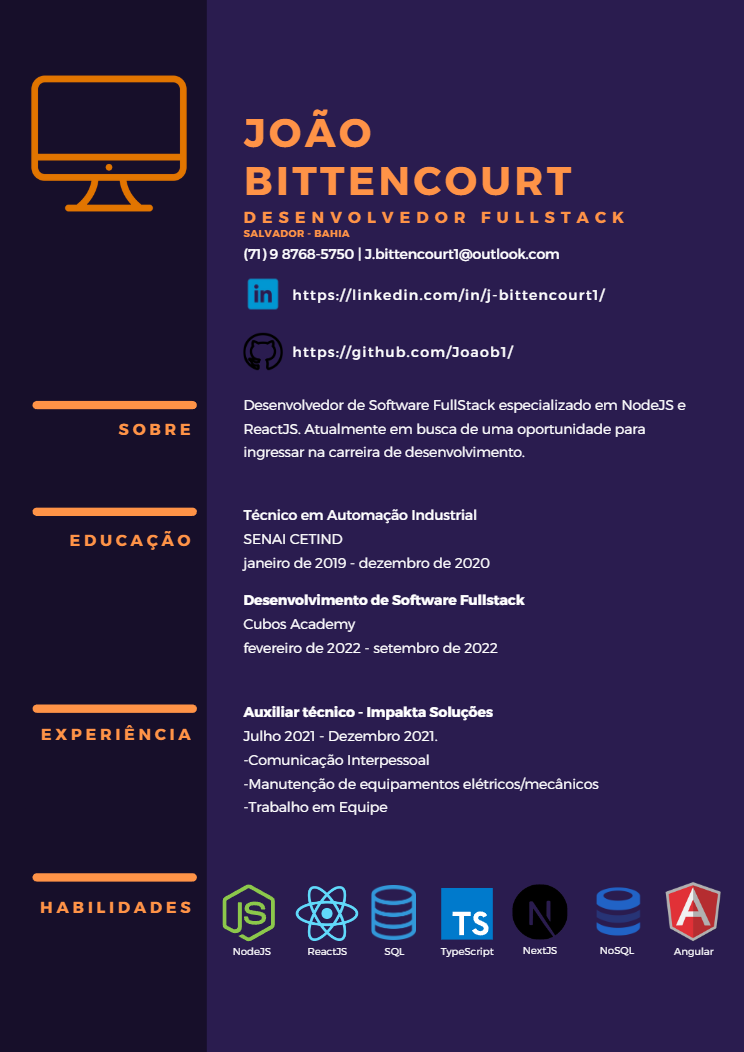 JOÃO
BITTENCOURT
DESENVOLVEDOR FULLSTACK
SALVADOR - BAHIA
(71) 9 8768-5750 | J.bittencourt1@outlook.com
in https://linkedin.com/in/j-bittencourt1/
https://github.com/Joaob1/
SOBRE
Desenvolvedor de Software FullStack especializado em NodeJS e
ReactJS. Atualmente em busca de uma oportunidade para
ingressar na carreira de desenvolvimento.
EDUCAÇÃO
Técnico em Automação Industrial
SENAI CETIND
janeiro de 2019 - dezembro de 2020
Desenvolvimento de Software Fullstack
Cubos Academy
fevereiro de 2022 - setembro de 2022
EXPERIÊNCIA
Auxiliar técnico - Impakta Soluções
Julho 2021 - Dezembro 2021.
-Comunicação Interpessoal
-Manutenção de equipamentos elétricos/mecânicos
-Trabalho em Equipe
HABILIDADES
JS TS N A
NodeJS ReactJS SQL TypeScript NextJS NoSQL Angular